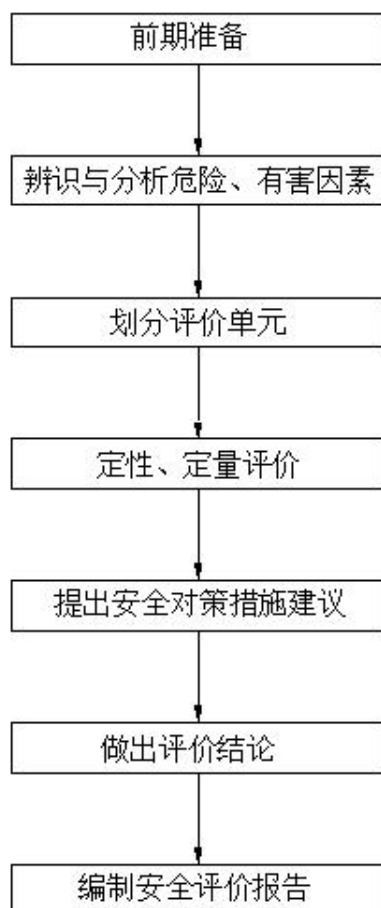 前期准备
辨识与分析危险、有害因素
划分评价单元
定性、定量评价
提出安全对策措施建议
做出评价结论
编制安全评价报告